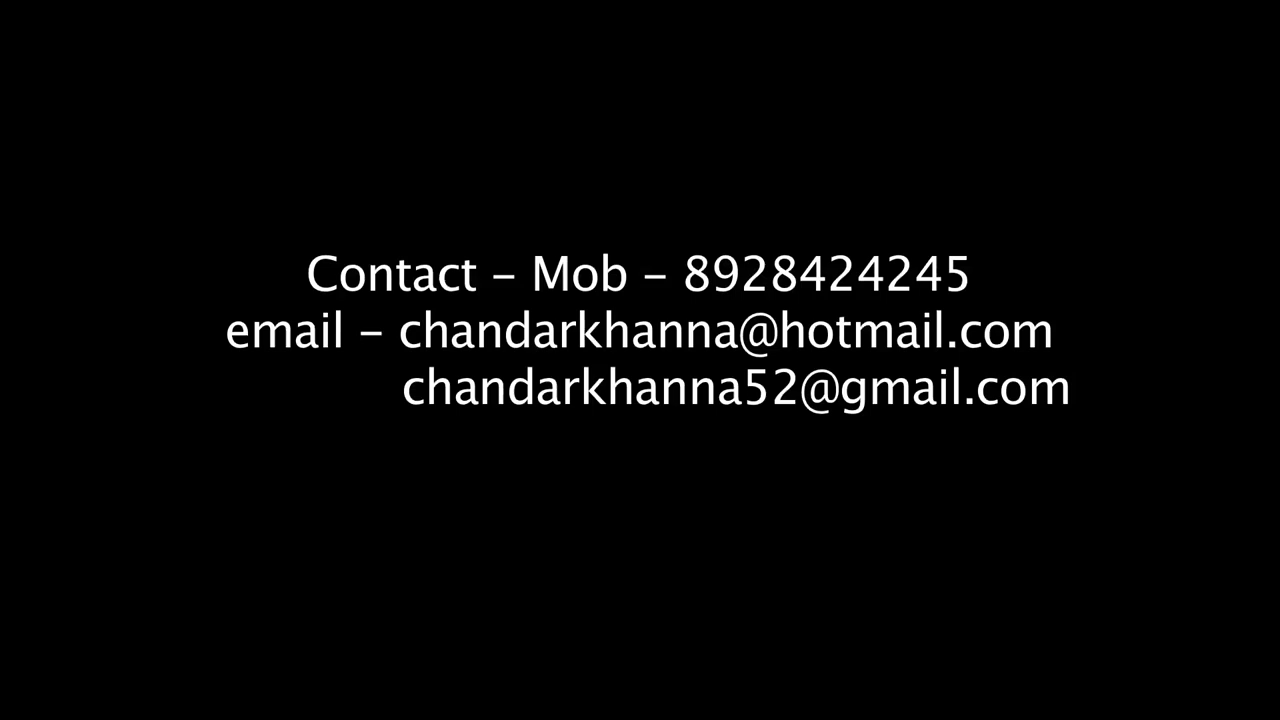 Contact – Mob – 8928424245
email – chandarkhanna@hotmail.com
chandarkhanna52@gmail.com